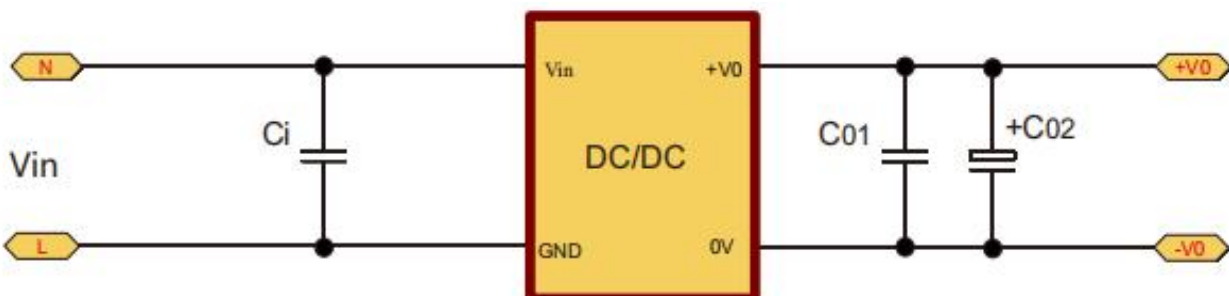 N
Vin
+V0
+V0
Ci
DC/DC
C01
+C02
Vin
L
GND
0V
-V0